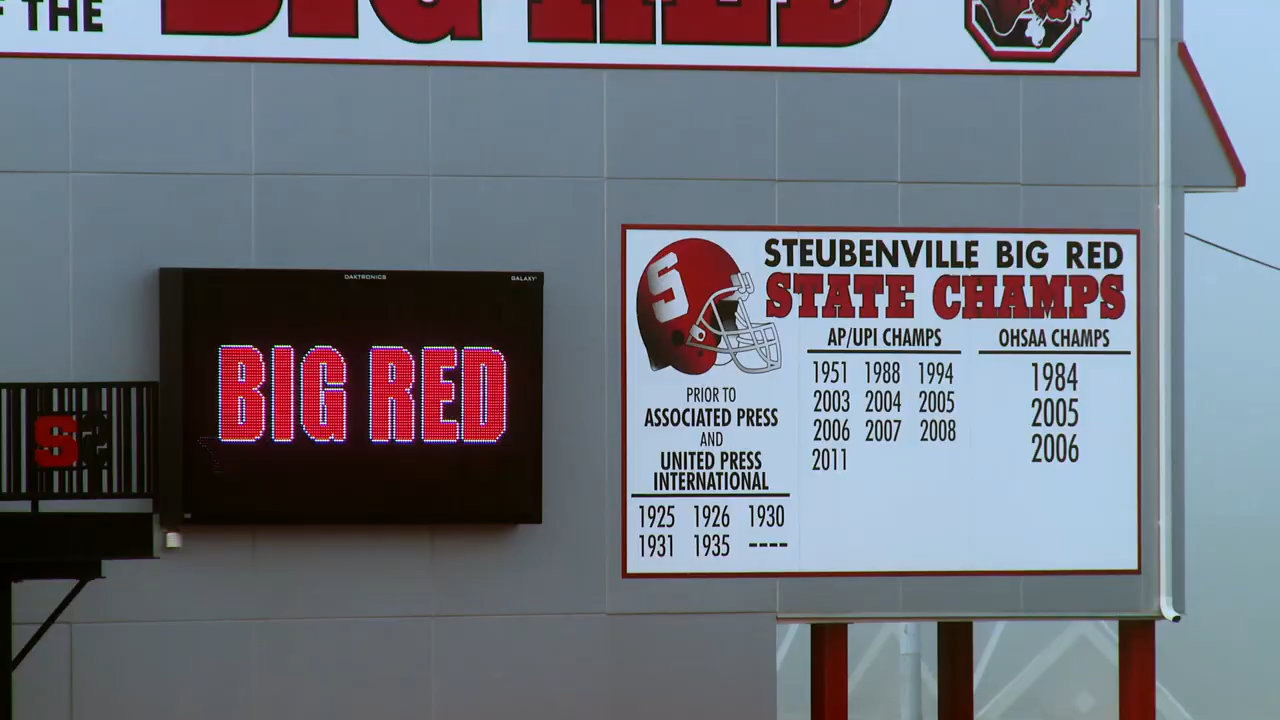 F THE BIG RED
DAKTRONICS
GALAXY
BIG RED
S
S
STEUBENVILLE BIG RED
STATE CHAMPS
PRIOR TO
ASSOCIATED PRESS
AND
UNITED PRESS
INTERNATIONAL
1925 1926 1930
1931 1935 ----
AP/UPI CHAMPS
1951 1988 1994
2003 2004 2005
2006 2007 2008
2011
OHSAA CHAMPS
1984
2005
2006